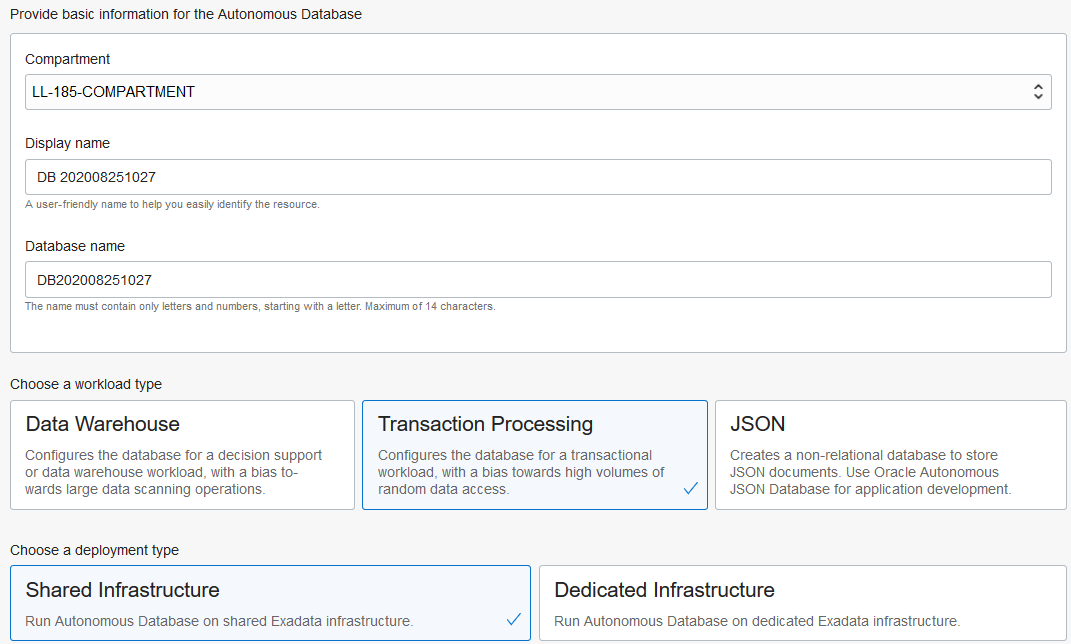 Provide basic information for the Autonomous Database
Compartment
LL-185-COMPARTMENT
Display name
DB 202008251027
A user-friendly name to help you easily identify the resource.
Database name
DB202008251027
The name must contain only letters and numbers, starting with a letter. Maximum of 14 characters.
Choose a workload type
Data Warehouse
Configures the database for a decision support
or data warehouse workload, with a bias to-
wards large data scanning operations.
Transaction Processing
Configures the database for a transactional
workload, with a bias towards high volumes of
random data access.
JSON
Creates a non-relational database to store
JSON documents. Use Oracle Autonomous
JSON Database for application development.
Choose a deployment type
Shared Infrastructure
Run Autonomous Database on shared Exadata infrastructure.
Dedicated Infrastructure
Run Autonomous Database on dedicated Exadata infrastructure.